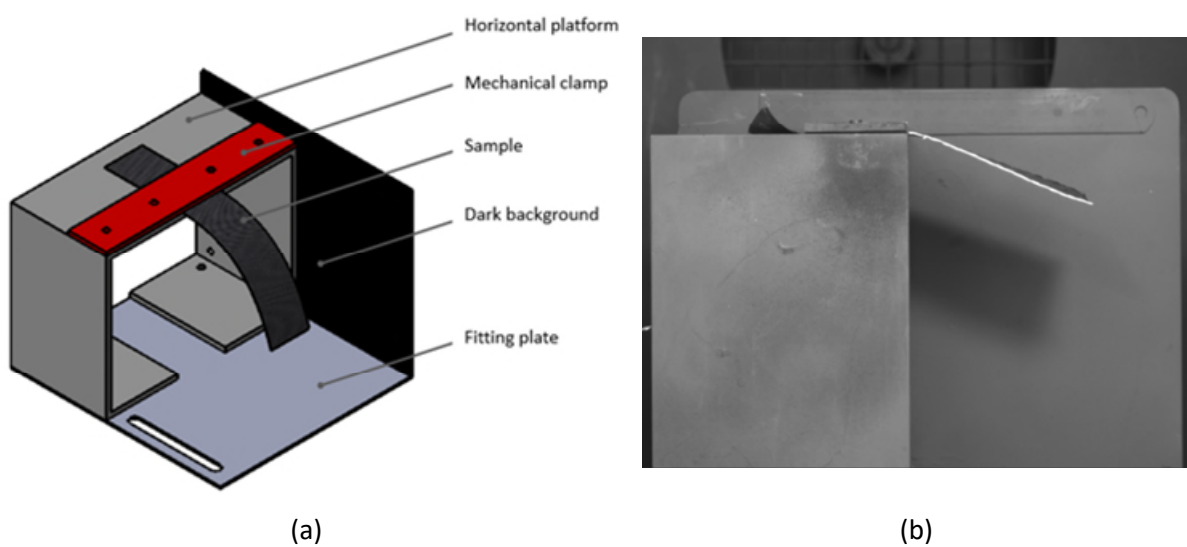 Horizontal platform
Mechanical clamp
Sample
Dark background
Fitting plate
(a)
(b)